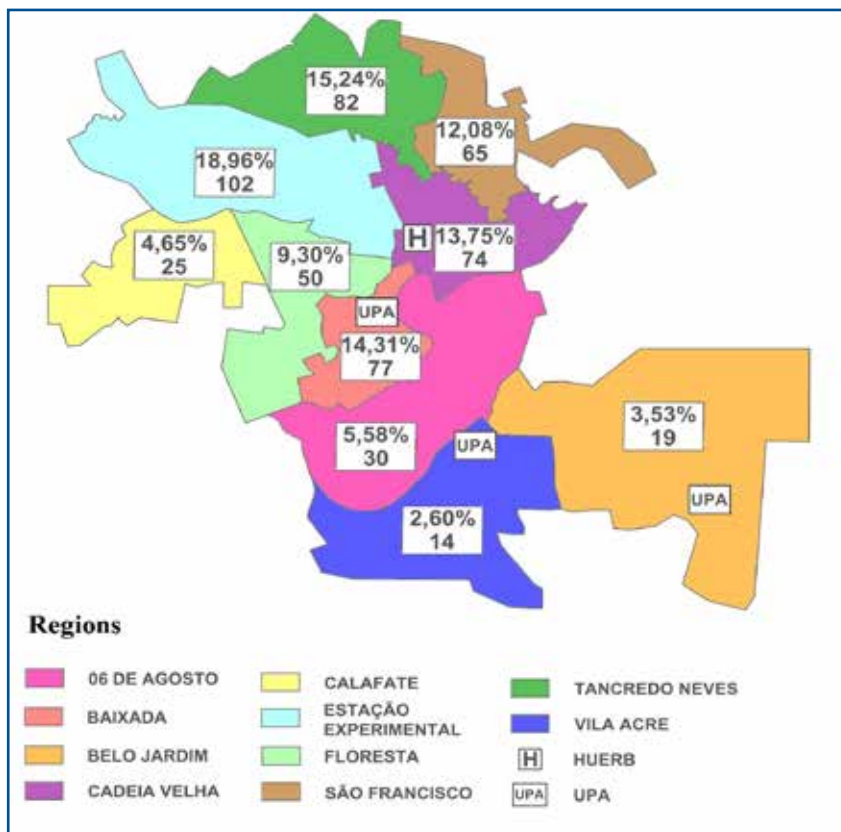 15,24%
82
12,08%
65
18,96%
102
4,65%
25
9,30%
50
H
13,75%
74
UPA
14,31%
77
5,58%
30
UPA
3,53%
19
UPA
2,60%
14
Regions
06 DE AGOSTO
BAIXADA
BELO JARDIM
CADEIA VELHA
CALAFATE
ESTAÇÃO
EXPERIMENTAL
FLORESTA
SÃO FRANCISCO
TANCREDO NEVES
VILA ACRE
H HUERB
UPA UPA